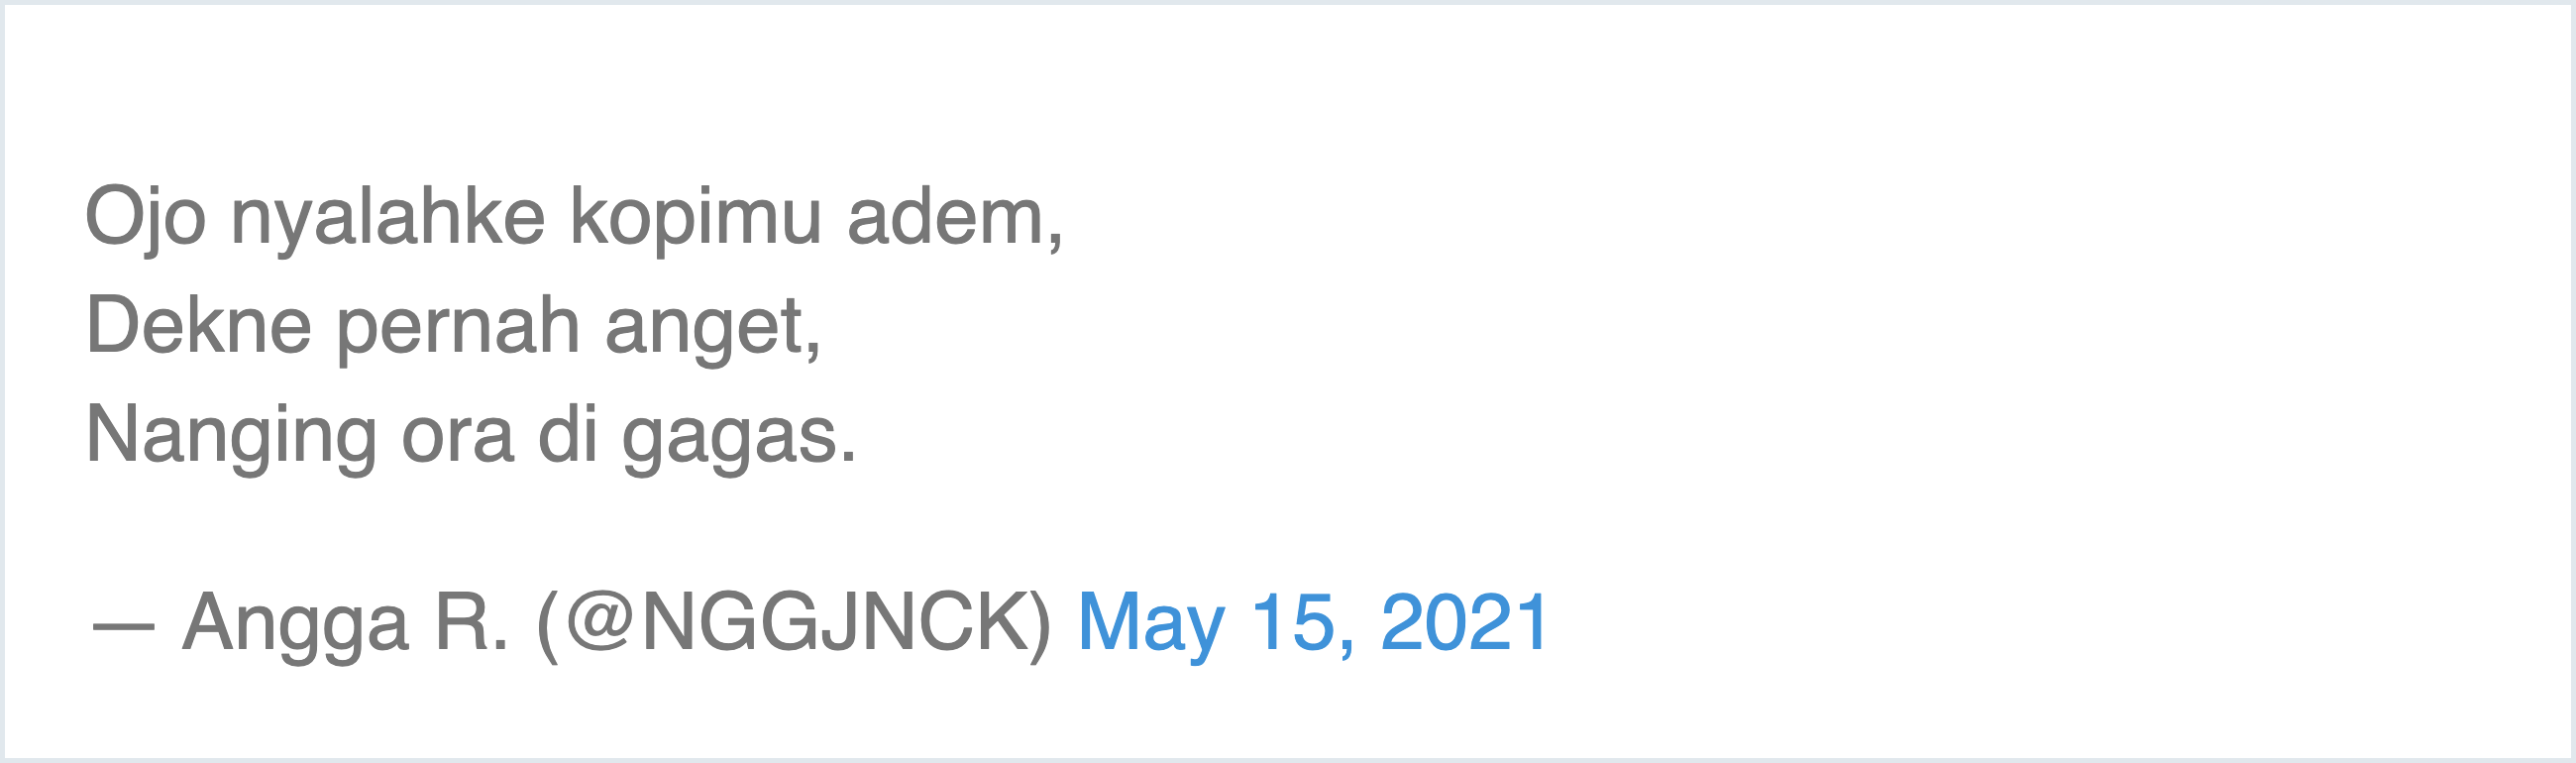 Ojo nyalahke kopimu adem,
Dekne pernah anget,
Nanging ora di gagas.
— Angga R. (@NGGJNCK) May 15, 2021